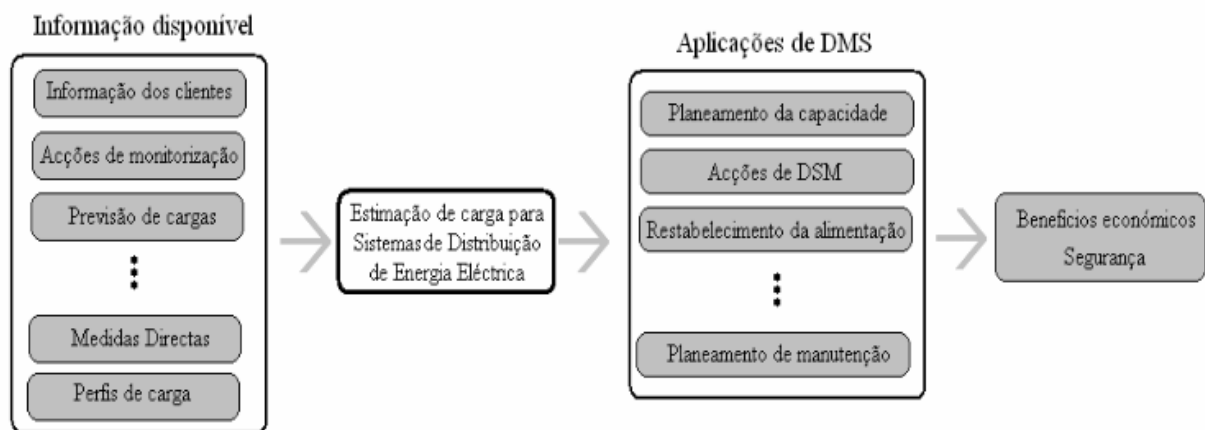 Informação disponível
Informação dos clientes
Acções de monitorização
Previsão de cargas
Medidas Directas
Perfis de carga
Estimação de carga para
Sistemas de Distribuição
de Energia Eléctrica
Aplicações de DMS
Planeamento da capacidade
Acções de DSM
Restabelecimento da alimentação
Planeamento de manutenção
Benefícios económicos
Segurança